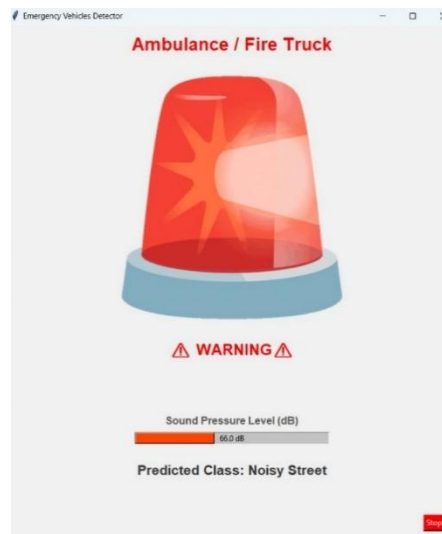 Emergency Vehicles Detector
Ambulance / Fire Truck
⚠ WARNING ⚠
Sound Pressure Level (dB)
66.0 dB
Predicted Class: Noisy Street
Stop